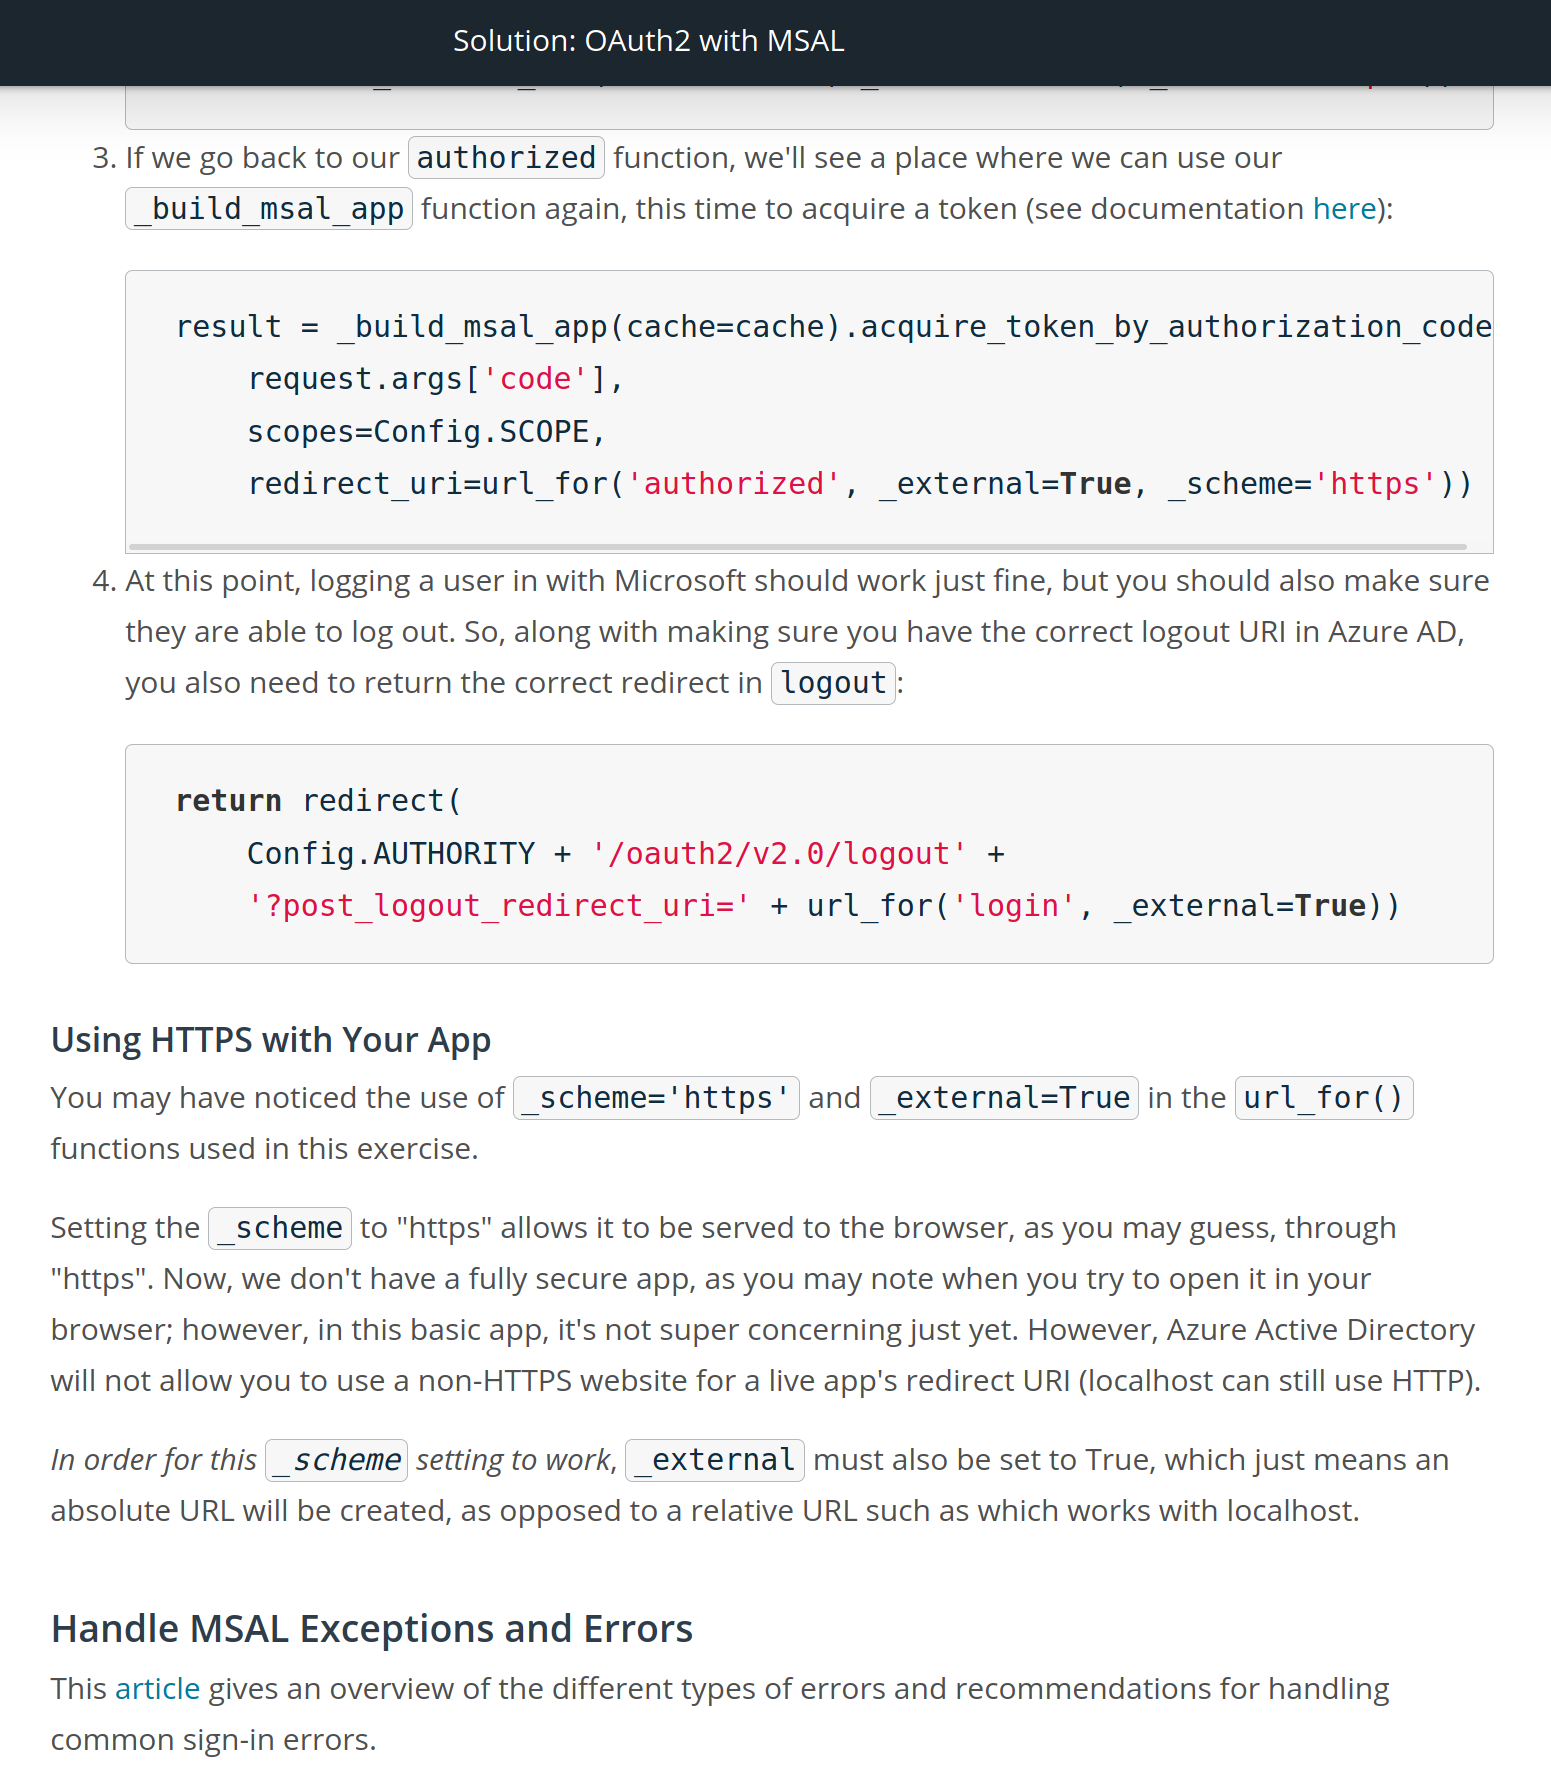 Solution: OAuth2 with MSAL
3. If we go back to our authorized function, we'll see a place where we can use our
_build_msal_app function again, this time to acquire a token (see documentation here):
result = _build_msal_app(cache=cache).acquire_token_by_authorization_code
request.args['code'],
scopes=Config.SCOPE,
redirect_uri=url_for('authorized', _external=True, _scheme='https'))
4. At this point, logging a user in with Microsoft should work just fine, but you should also make sure
they are able to log out. So, along with making sure you have the correct logout URI in Azure AD,
you also need to return the correct redirect in logout:
return redirect(
Config.AUTHORITY + '/oauth2/v2.0/logout' +
'?post_logout_redirect_uri=' + url_for('login', _external=True))
Using HTTPS with Your App
You may have noticed the use of _scheme='https' and _external=True in the url_for()
functions used in this exercise.
Setting the _scheme to "https" allows it to be served to the browser, as you may guess, through
"https". Now, we don't have a fully secure app, as you may note when you try to open it in your
browser; however, in this basic app, it's not super concerning just yet. However, Azure Active Directory
will not allow you to use a non-HTTPS website for a live app's redirect URI (localhost can still use HTTP).
In order for this _scheme setting to work, _external must also be set to True, which just means an
absolute URL will be created, as opposed to a relative URL such as which works with localhost.
Handle MSAL Exceptions and Errors
This article gives an overview of the different types of errors and recommendations for handling
common sign-in errors.